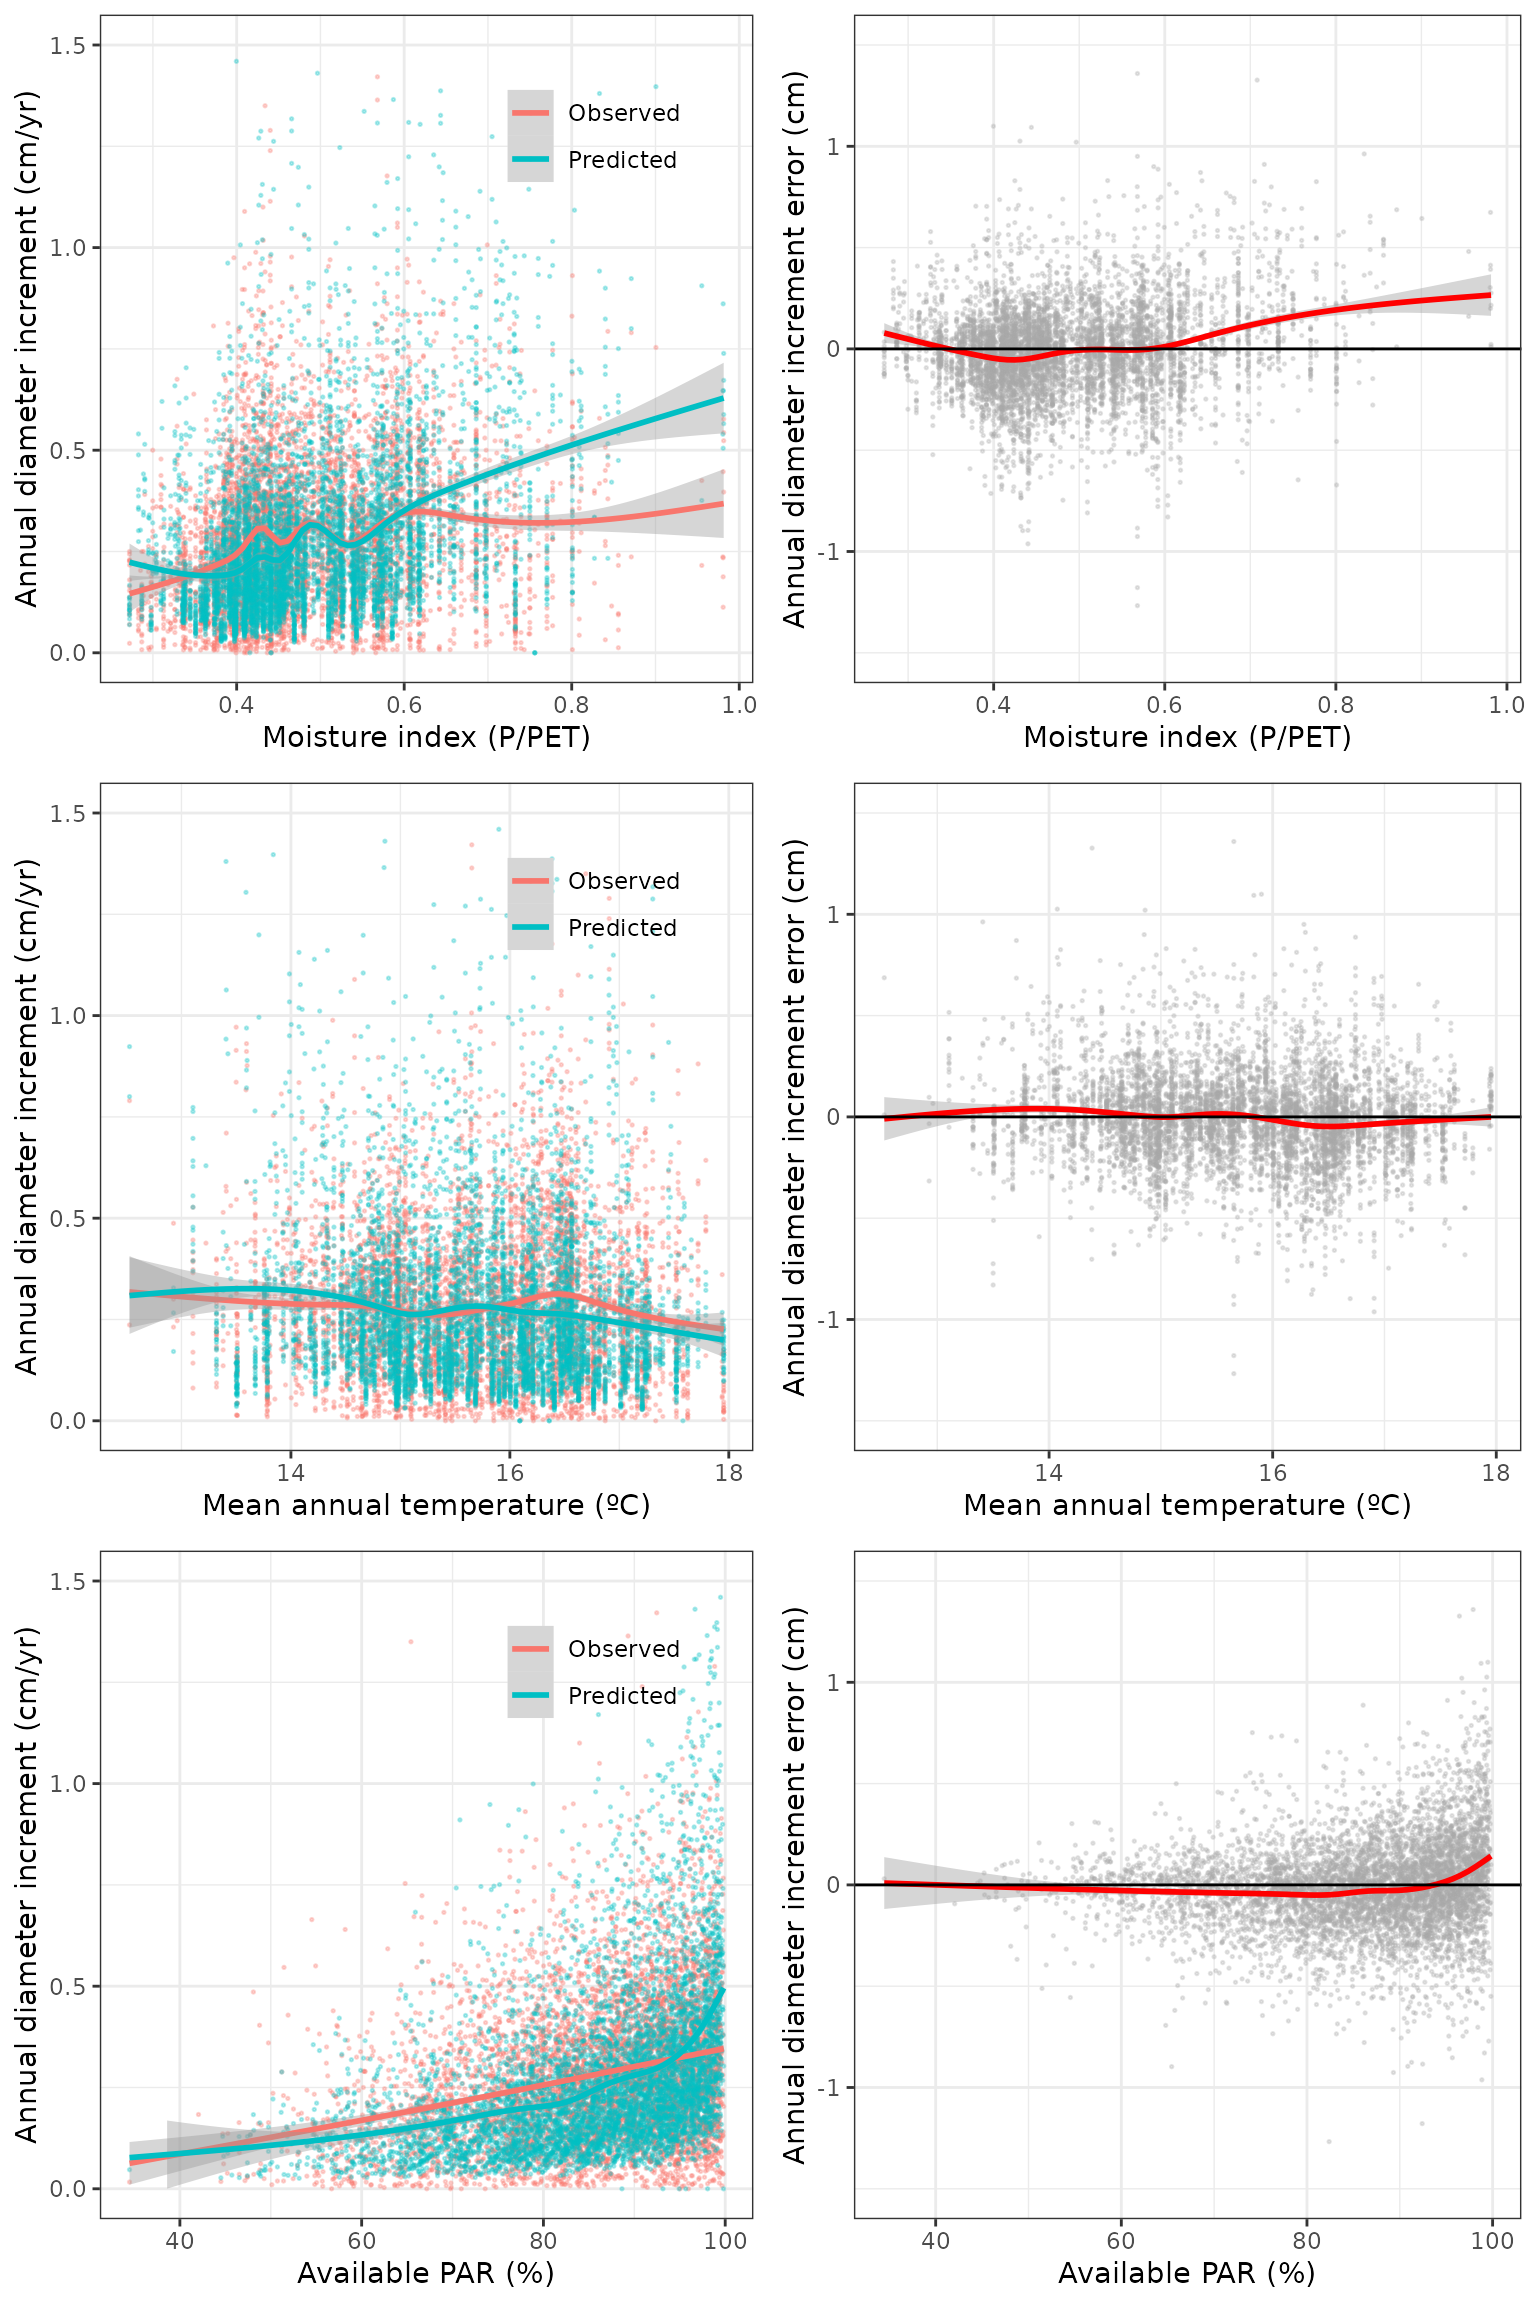 Annual diameter increment (cm/yr)
1.5
1.0
0.5
0.0
Observed
Predicted
0.4 0.6 0.8 1.0
Moisture index (P/PET)
Annual diameter increment error (cm)
1
0
-1
0.4 0.6 0.8 1.0
Moisture index (P/PET)
Annual diameter increment (cm/yr)
1.5
1.0
0.5
0.0
Observed
Predicted
14 16 18
Mean annual temperature (ºC)
Annual diameter increment error (cm)
1
0
-1
14 16 18
Mean annual temperature (ºC)
Annual diameter increment (cm/yr)
1.5
1.0
0.5
0.0
Observed
Predicted
40 60 80 100
Available PAR (%)
Annual diameter increment error (cm)
1
0
-1
40 60 80 100
Available PAR (%)